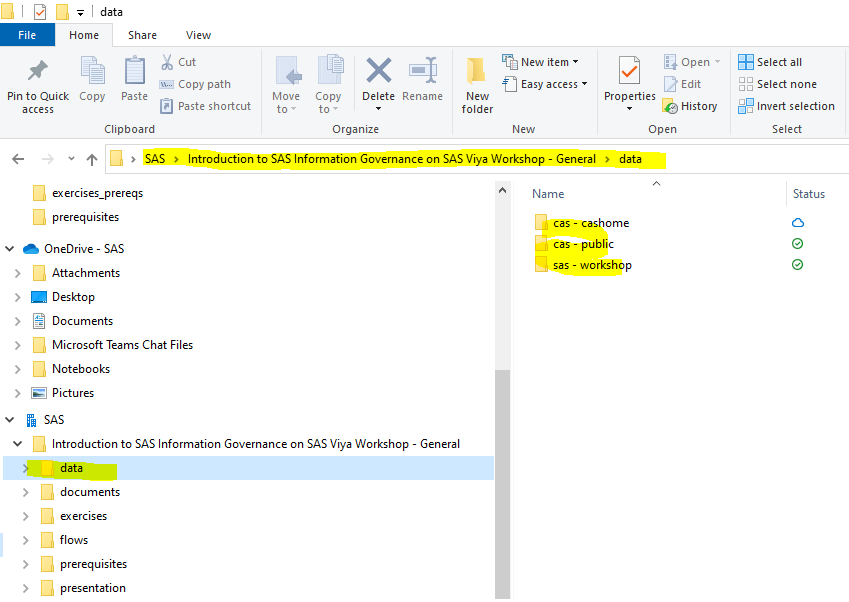 data
File Home Share View
Pin to Quick access
Copy
Paste
Cut
Copy path
Paste shortcut
Clipboard
Move to
Copy to
Delete
Rename
Organize
New folder
New item
Easy access
New
Properties
Open
Edit
History
Open
Select all
Select none
Invert selection
Select
SAS Introduction to SAS Information Governance on SAS Viya Workshop - General data
exercises_prereqs
prerequisites
OneDrive - SAS
Attachments
Desktop
Documents
Microsoft Teams Chat Files
Notebooks
Pictures
SAS
Introduction to SAS Information Governance on SAS Viya Workshop - General
data
documents
exercises
flows
prerequisites
presentation
Name Status
cas - cashome
cas - public
sas - workshop